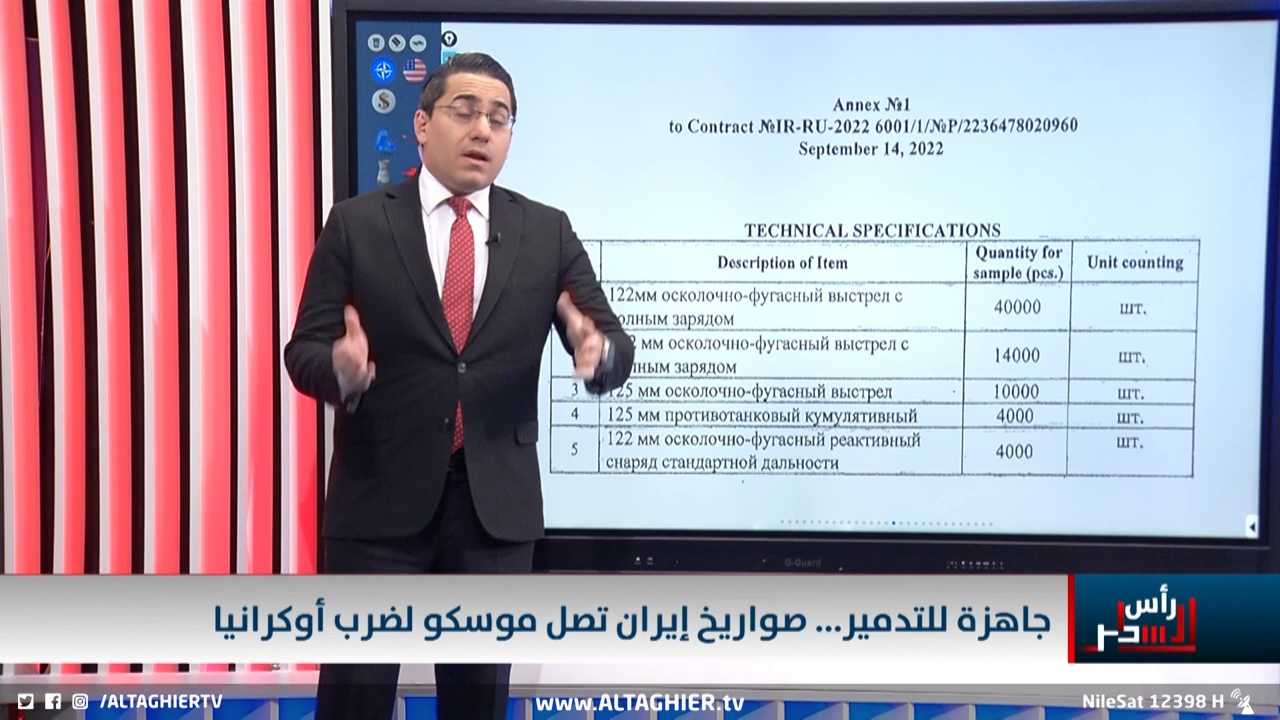 Annex №1
to Contract №IR-RU-2022 6001/1/№P/2236478020960
September 14, 2022
TECHNICAL SPECIFICATIONS
Description of Item
Quantity for
sample (pcs.)
Unit counting
122мм осколочно-фугасный выстрел с
зарядом
40000
шт.
мм осколочно-фугасный выстрел с
зарядом
14000
шт.
3
125 мм осколочно-фугасный выстрел
10000
шт.
4
125 мм противотанковый кумулятивный
4000
шт.
5
122 мм осколочно-фугасный реактивный
снаряд стандартной дальности
4000
шт.
G-Guard
جاهزة للتدمير... صواريخ إيران تصل موسكو لضرب أوكرانيا
رأس
السطر
/ALTAGHIERTV
www.ALTAGHIER.tv
NileSat 12398 H